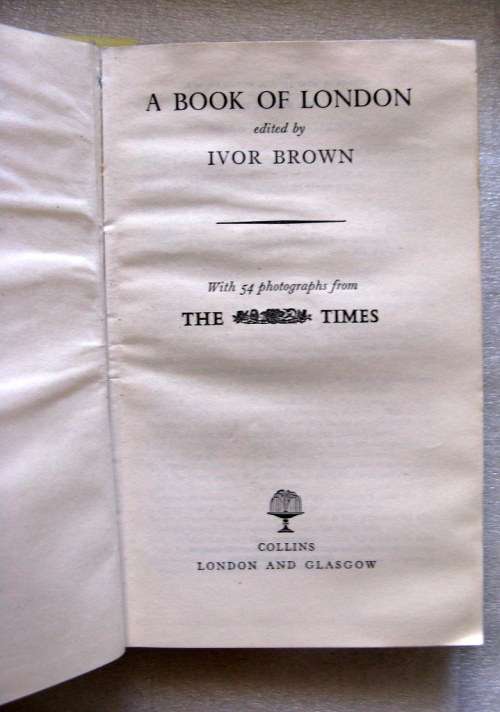 A BOOK OF LONDON
edited by
IVOR BROWN
With 54 photographs from
THE TIMES
COLLINS
LONDON AND GLASGOW